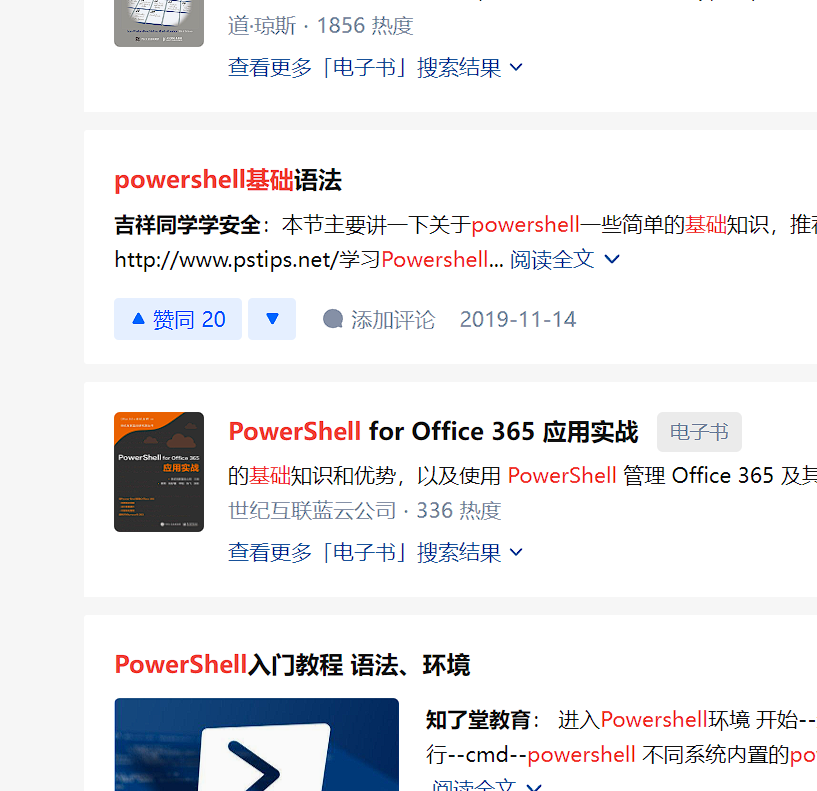 道·琼斯 · 1856 热度
查看更多「电子书」搜索结果
powershell基础语法
吉祥同学学安全：本节主要讲一下关于powershell一些简单的基础知识，推荐
http://www.pstips.net/学习Powershell... 阅读全文
赞同 20
添加评论 2019-11-14
PowerShell for Office 365
应用实战
PowerShell for Office 365 应用实战 电子书
的基础知识和优势，以及使用 PowerShell 管理 Office 365 及其
世纪互联蓝云公司 · 336 热度
查看更多「电子书」搜索结果
PowerShell入门教程 语法、环境
知了堂教育： 进入Powershell环境 开始--
行--cmd--powershell 不同系统内置的po
阅读全文